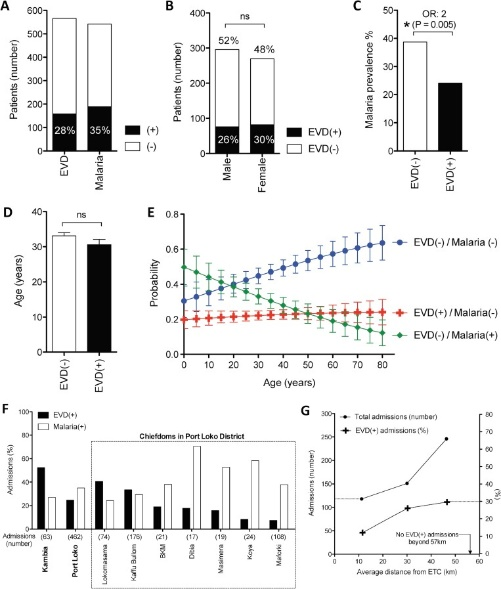 A
Patients (number)
600
500
400
300
200
100
0
28%
35%
EVD
Malaria
(+)
(-)
B
ns
Patients (number)
400
300
200
100
0
52%
48%
26%
30%
Male
Female
EVD(+)
EVD(-)
C
OR: 2
* (P = 0.005)
Malaria prevalence %
50
40
30
20
10
0
EVD(-)
EVD(+)
D
ns
Age (years)
40
30
20
10
0
EVD(-)
EVD(+)
E
Probability
0.8
0.6
0.4
0.2
0 10 20 30 40 50 60 70 80
Age (years)
EVD(-) / Malaria (-)
EVD(+) / Malaria(-)
EVD(-) / Malaria(+)
F
EVD(+)
Malaria(+)
Chiefdoms in Port Loko District
Admissions (%)
80
60
40
20
0
Admissions (number)
(63) (462) (74) (176) (21) (17) (19) (24) (108)
Kambia
Port Loko
Lokomasama
Kaffu Bullom
BKM
Dibia
Masimera
Koya
Maforki
G
Total admissions (number)
EVD(+) admissions (%)
Admissions (number)
300
250
200
150
100
50
0
80
70
60
50
40
30
20
10
0
(%)
No EVD(+) admissions
beyond 57km
0 10 20 30 40 50 60
Average distance from ETC (km)